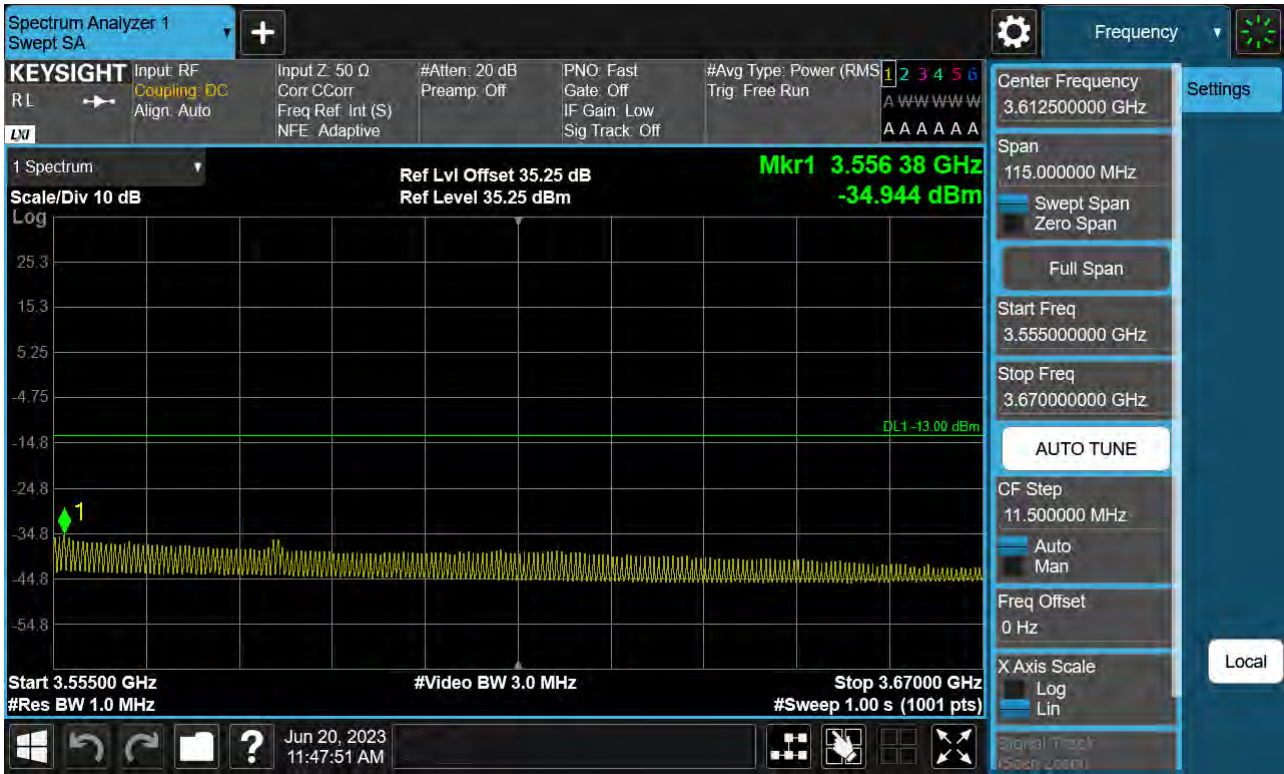 Spectrum Analyzer 1
Swept SA
+
Frequency
KEYSIGHT
RL
LXI
Input: RF
Coupling: DC
Align: Auto
Input Z: 50 Ω
Corr CCorr
Freq Ref: Int (S)
NFE: Adaptive
#Atten: 20 dB
Preamp: Off
PNO: Fast
Gate: Off
IF Gain: Low
Sig Track: Off
#Avg Type: Power (RMS
Trig: Free Run
1 2 3 4 5 6
A W W W W W
A A A A A A
1 Spectrum
Scale/Div 10 dB
Log
Ref Lvl Offset 35.25 dB
Ref Level 35.25 dBm
Mkr1 3.556 38 GHz
-34.944 dBm
25.3
15.3
5.25
-4.75
-14.8
-24.8
-34.8
-44.8
-54.8
DL1 -13.00 dBm
1
Start 3.55500 GHz
#Res BW 1.0 MHz
#Video BW 3.0 MHz
Stop 3.67000 GHz
#Sweep 1.00 s (1001 pts)
Center Frequency
3.612500000 GHz
Settings
Span
115.000000 MHz
Swept Span
Zero Span
Full Span
Start Freq
3.555000000 GHz
Stop Freq
3.670000000 GHz
AUTO TUNE
CF Step
11.500000 MHz
Auto
Man
Freq Offset
0 Hz
X Axis Scale
Log
Lin
Signal Track
(Span Zoom)
Local
?
Jun 20, 2023
11:47:51 AM